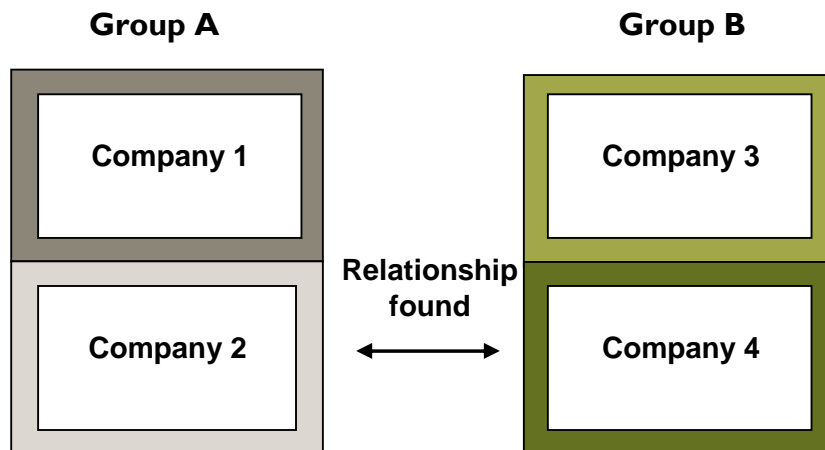 Group A
Group B
Company 1
Company 3
Relationship
found
Company 2
Company 4